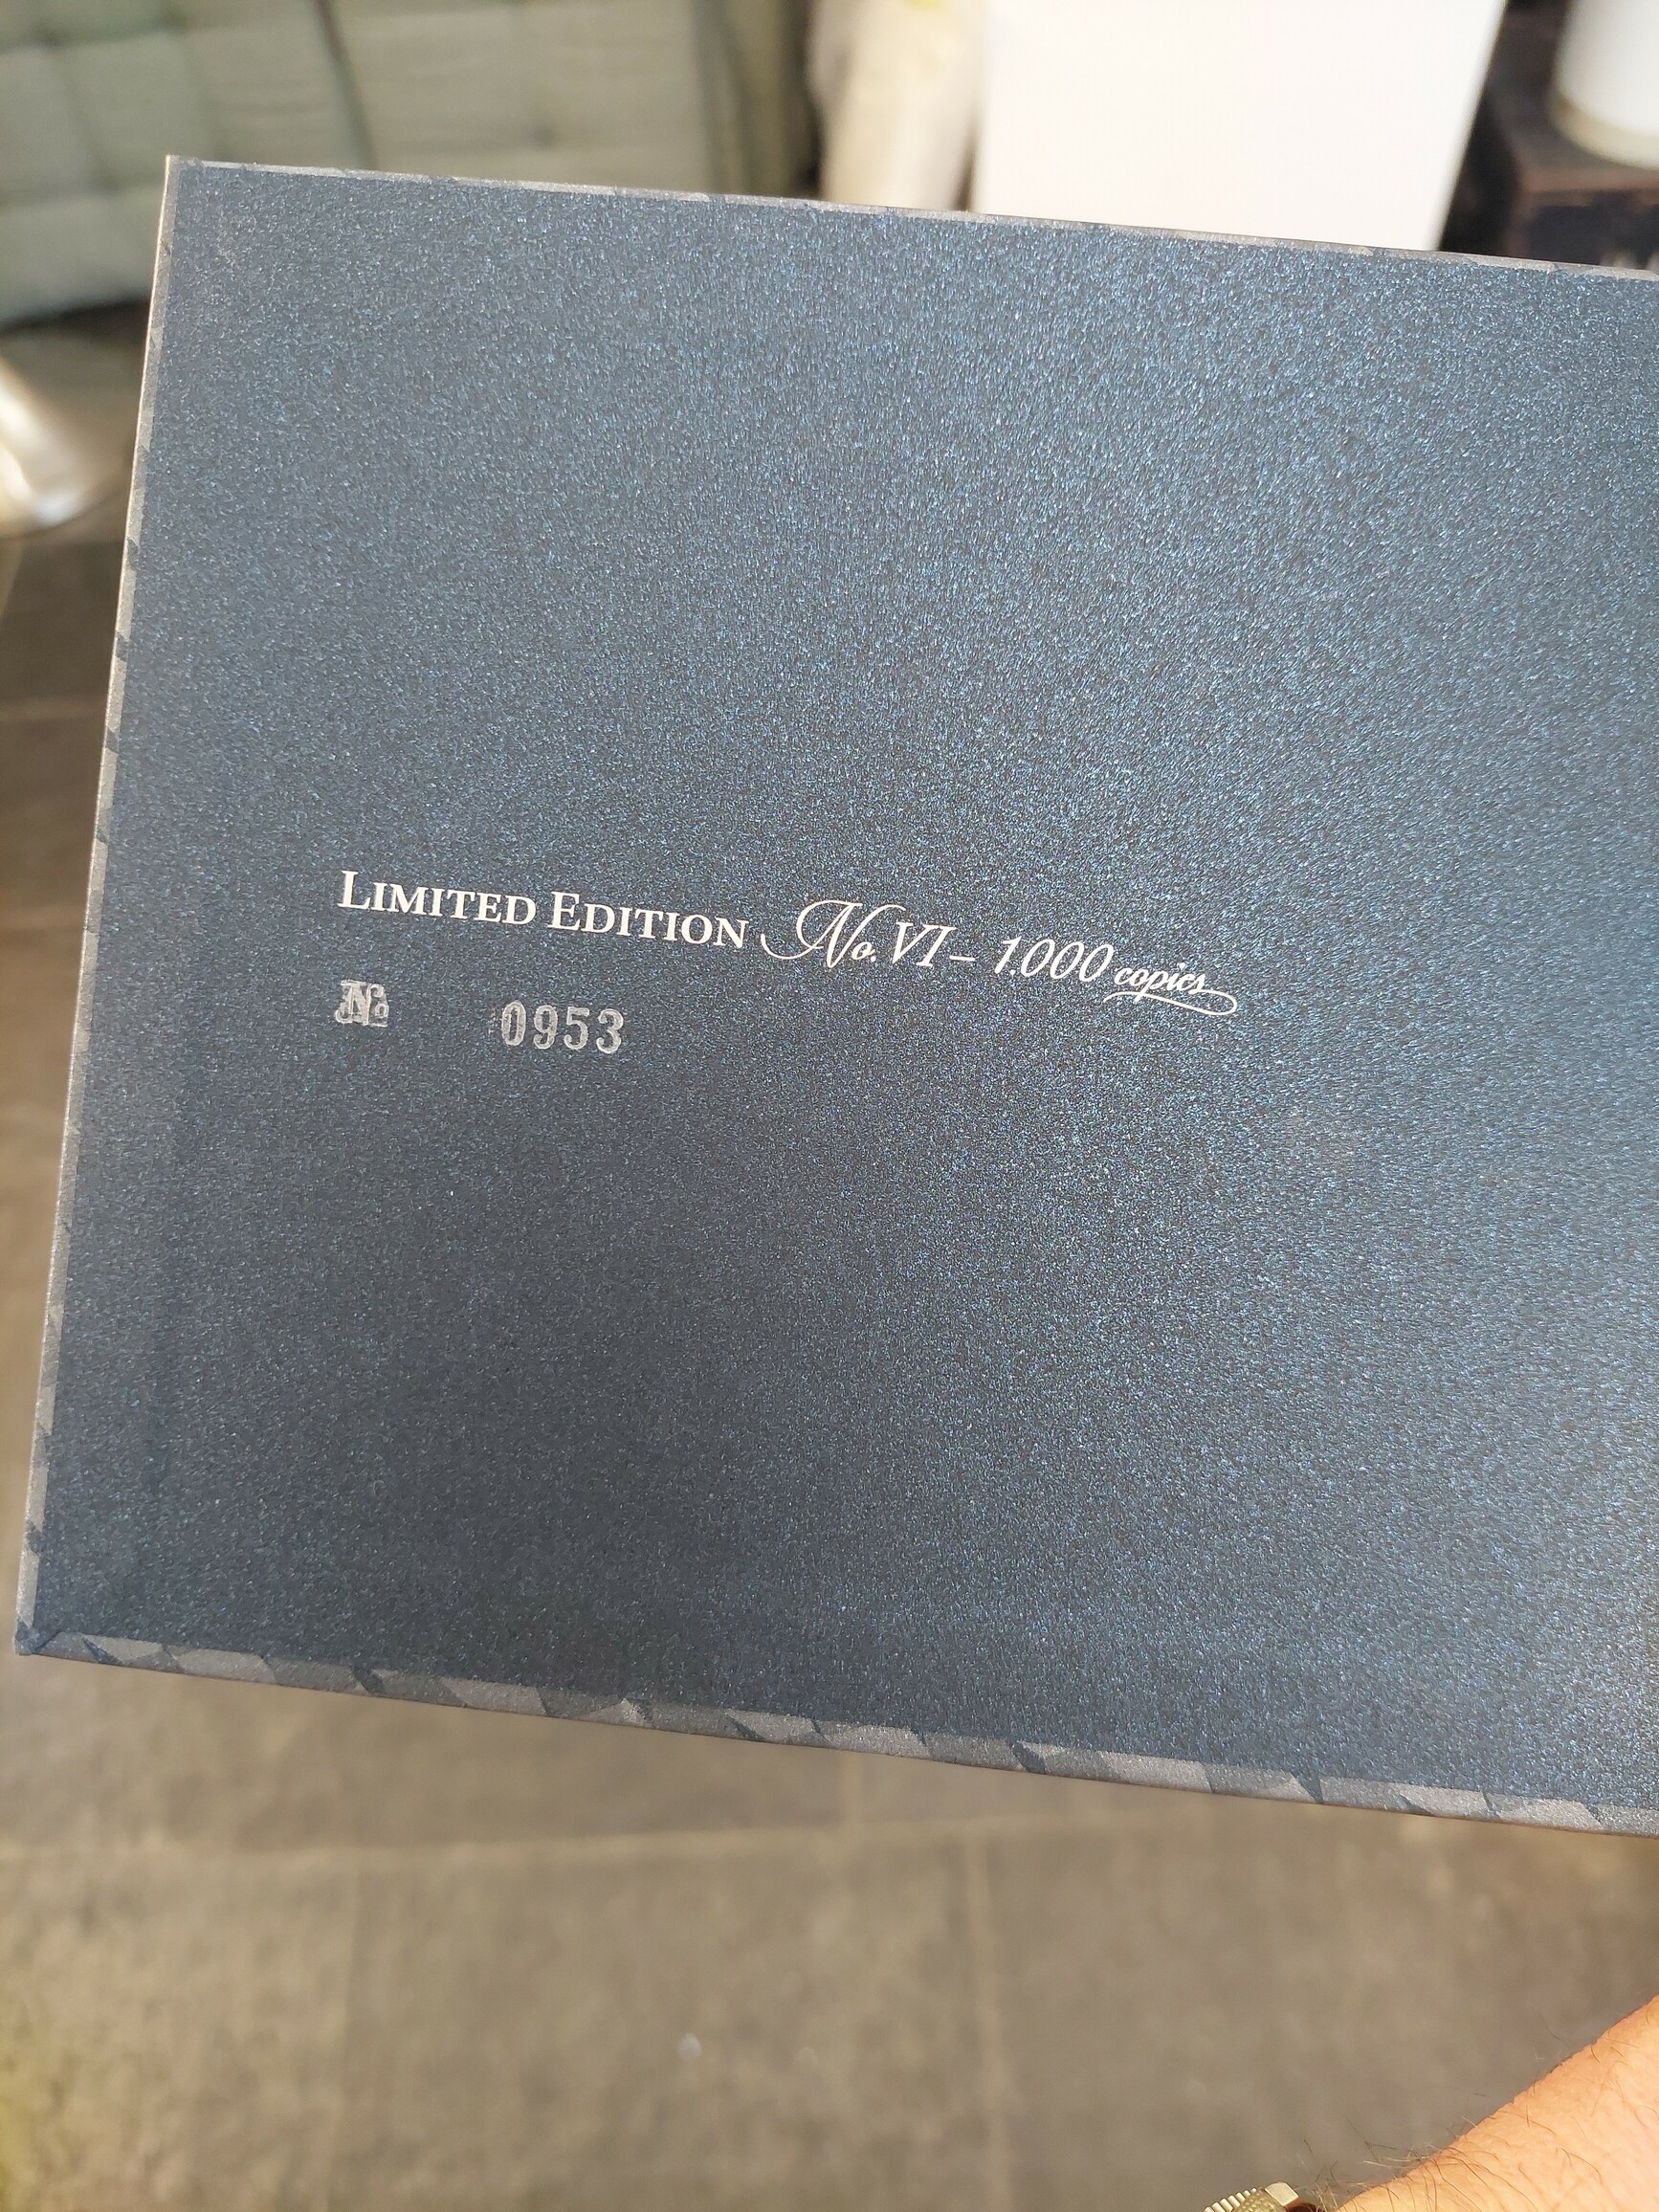 Limited Edition No. VI – 1.000 copies
№ 0953